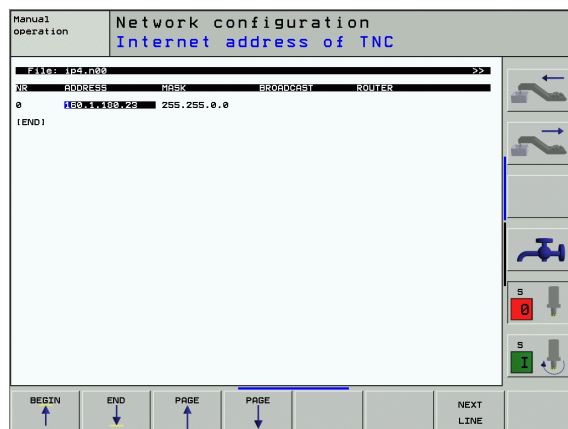 Manual
operation
Network configuration
Internet address of TNC
File: ip4.n00 >>
NR ADDRESS MASK BROADCAST ROUTER
0 160.1.180.23 255.255.0.0
[END]
S
0
S
I
BEGIN END PAGE PAGE NEXT
LINE